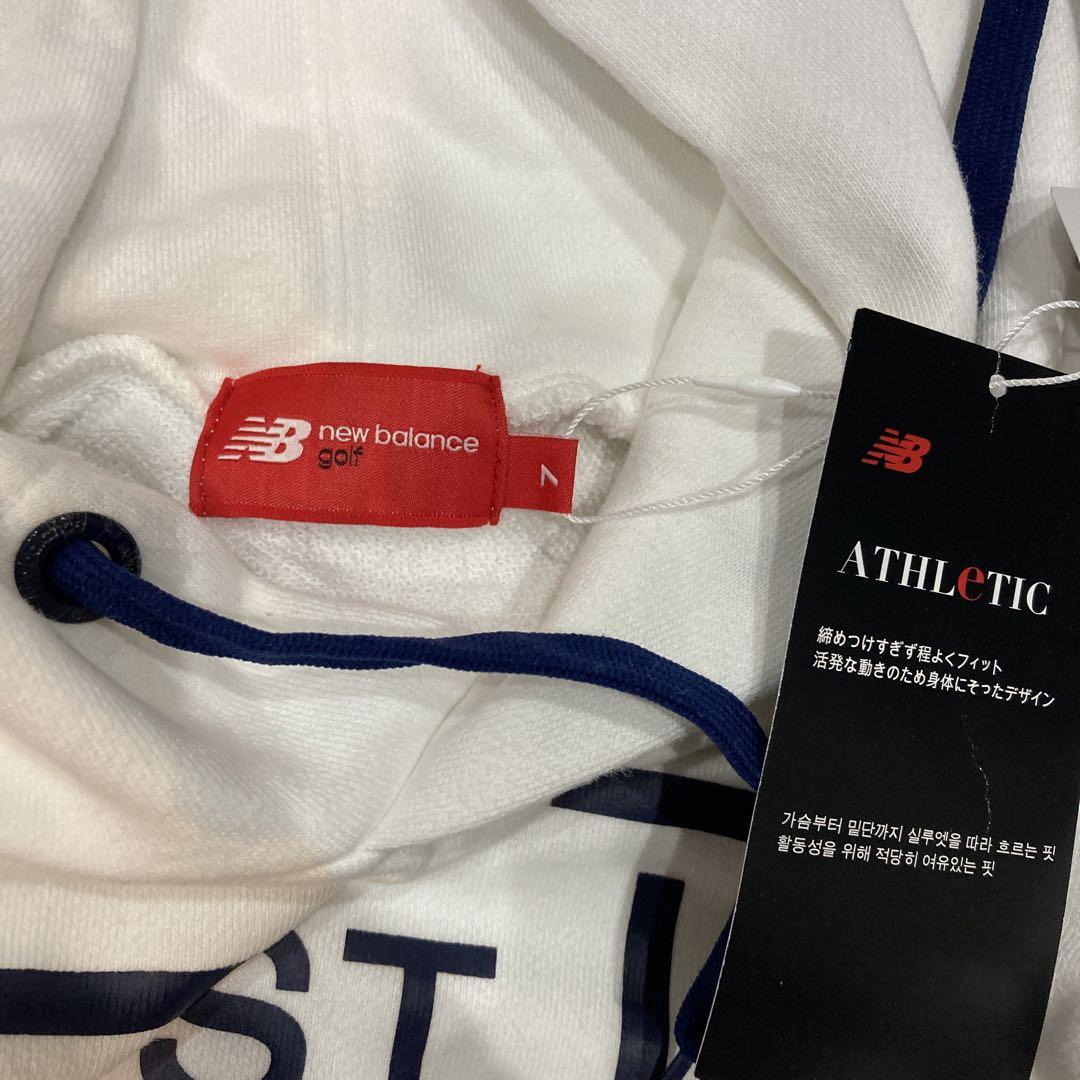 NB new balance
golf
7
NB
ATHLeTIC
締めつけすぎず程よくフィット
活発な動きのため身体にそったデザイン
가슴부터 밑단까지 실루엣을 따라 흐르는 핏
활동성을 위해 적당히 여유있는 핏
ST